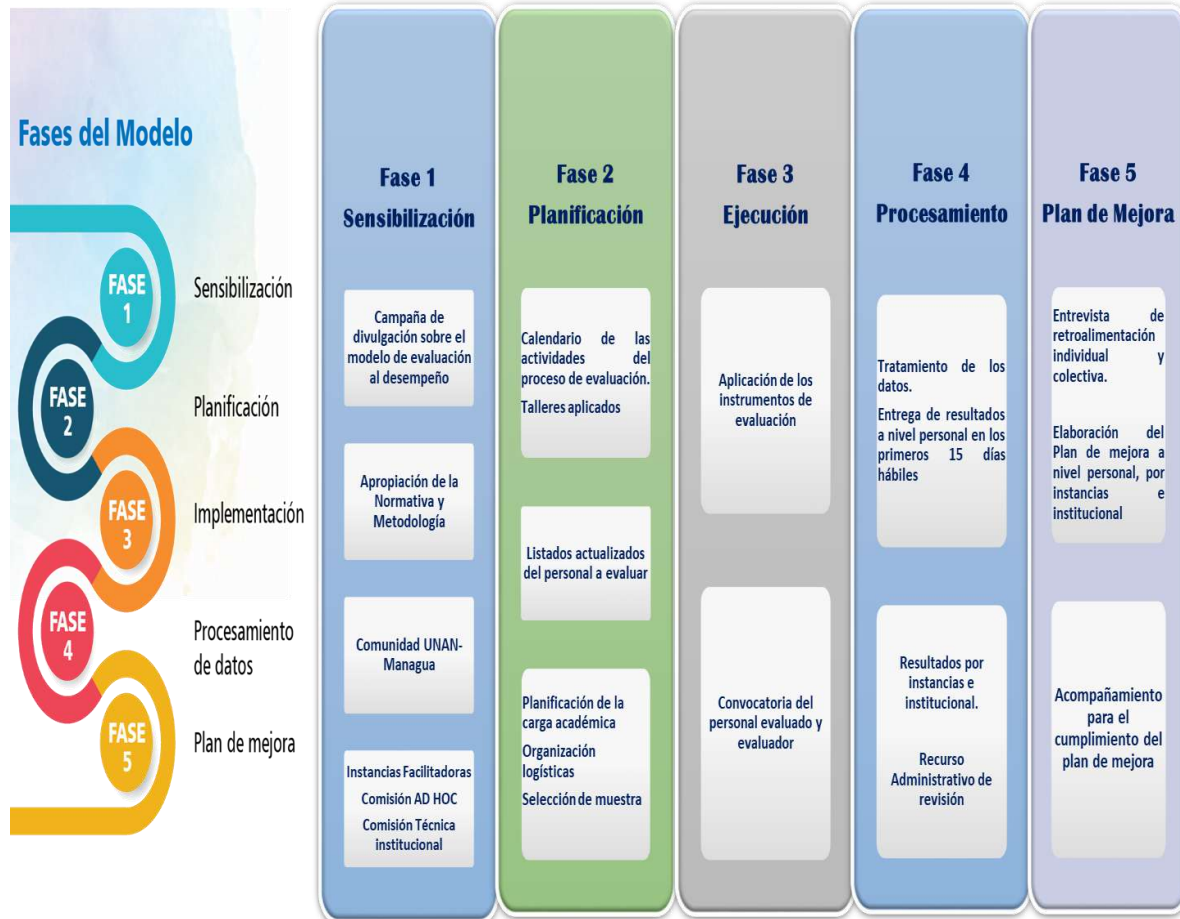 Fases del Modelo
FASE
1
Sensibilización
FASE
2
Planificación
FASE
3
Implementación
FASE
4
Procesamiento
de datos
FASE
5
Plan de mejora
Fase 1
Sensibilización
Campaña de
divulgación sobre el
modelo de evaluación
al desempeño
Apropiación de la
Normativa y
Metodología
Comunidad UNAN-
Managua
Instancias Facilitadoras
Comisión AD HOC
Comisión Técnica
institucional
Fase 2
Planificación
Calendario de las
actividades del
proceso de evaluación.
Talleres aplicados
Listados actualizados
del personal a evaluar
Planificación de la
carga académica
Organización
logísticas
Selección de muestra
Fase 3
Ejecución
Aplicación de los
instrumentos de
evaluación
Convocatoria del
personal evaluado y
evaluador
Fase 4
Procesamiento
Tratamiento de los
datos.
Entrega de resultados
a nivel personal en los
primeros 15 días
hábiles
Resultados por
instancias e
institucional.
Recurso
Administrativo de
revisión
Fase 5
Plan de Mejora
Entrevista de
retroalimentación
individual y
colectiva.
Elaboración del
Plan de mejora a
nivel personal, por
instancias e
institucional
Acompañamiento
para el
cumplimiento del
plan de mejora